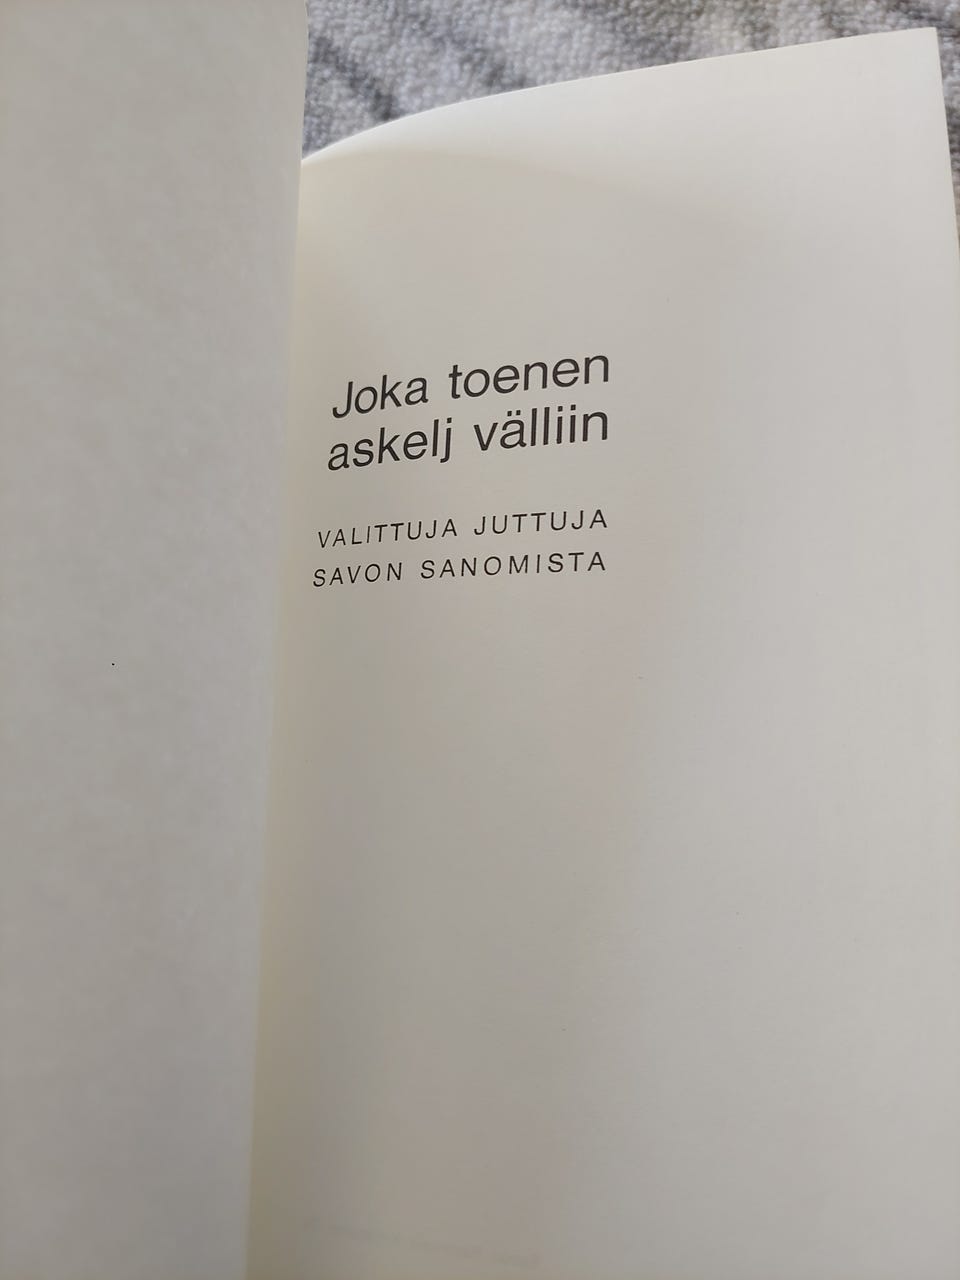 Joka toenen
askelj välliin
VALITTUJA JUTTUJA
SAVON SANOMISTA